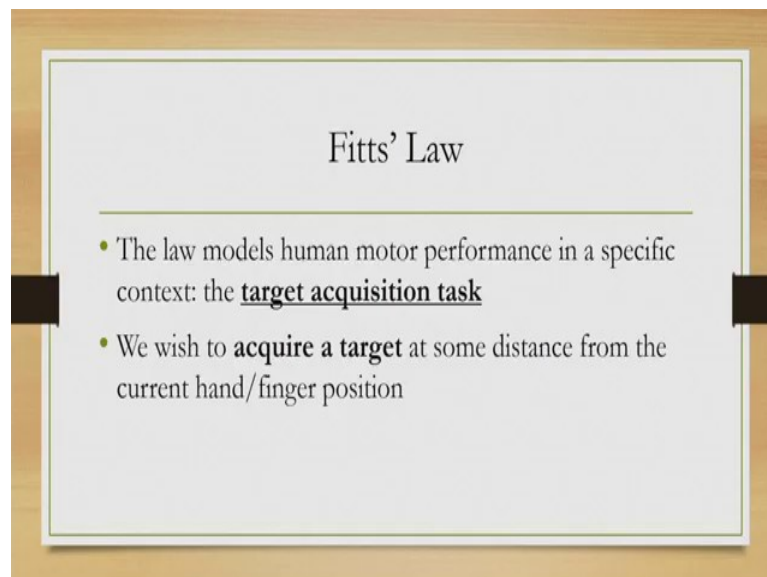 Fitts’ Law
• The law models human motor performance in a specific
context: the target acquisition task
• We wish to acquire a target at some distance from the
current hand/finger position